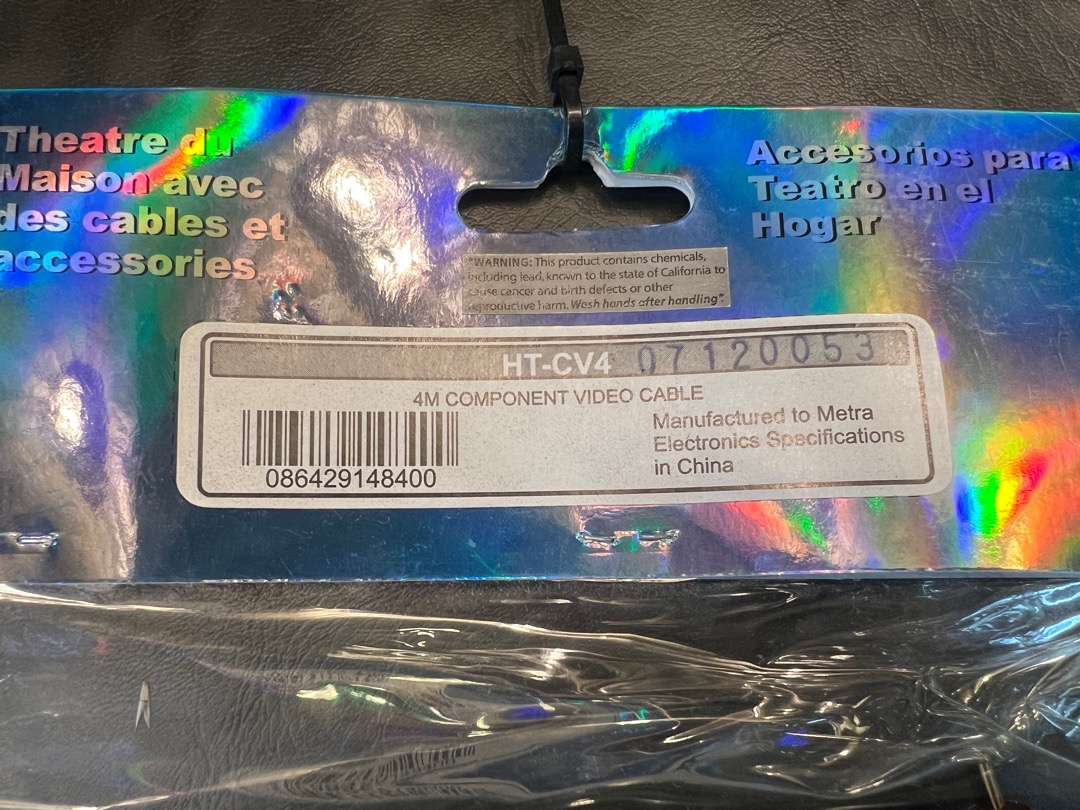 Theatre du
Maison avec
des cables et
accessories
Accesorios para
Teatro en el
Hogar
"WARNING: This product contains chemicals,
including lead, known to the state of California to
cause cancer and birth defects or other
reproductive harm. Wash hands after handling".
HT-CV4 07120053
4M COMPONENT VIDEO CABLE
Manufactured to Metra
Electronics Specifications
in China
086429148400